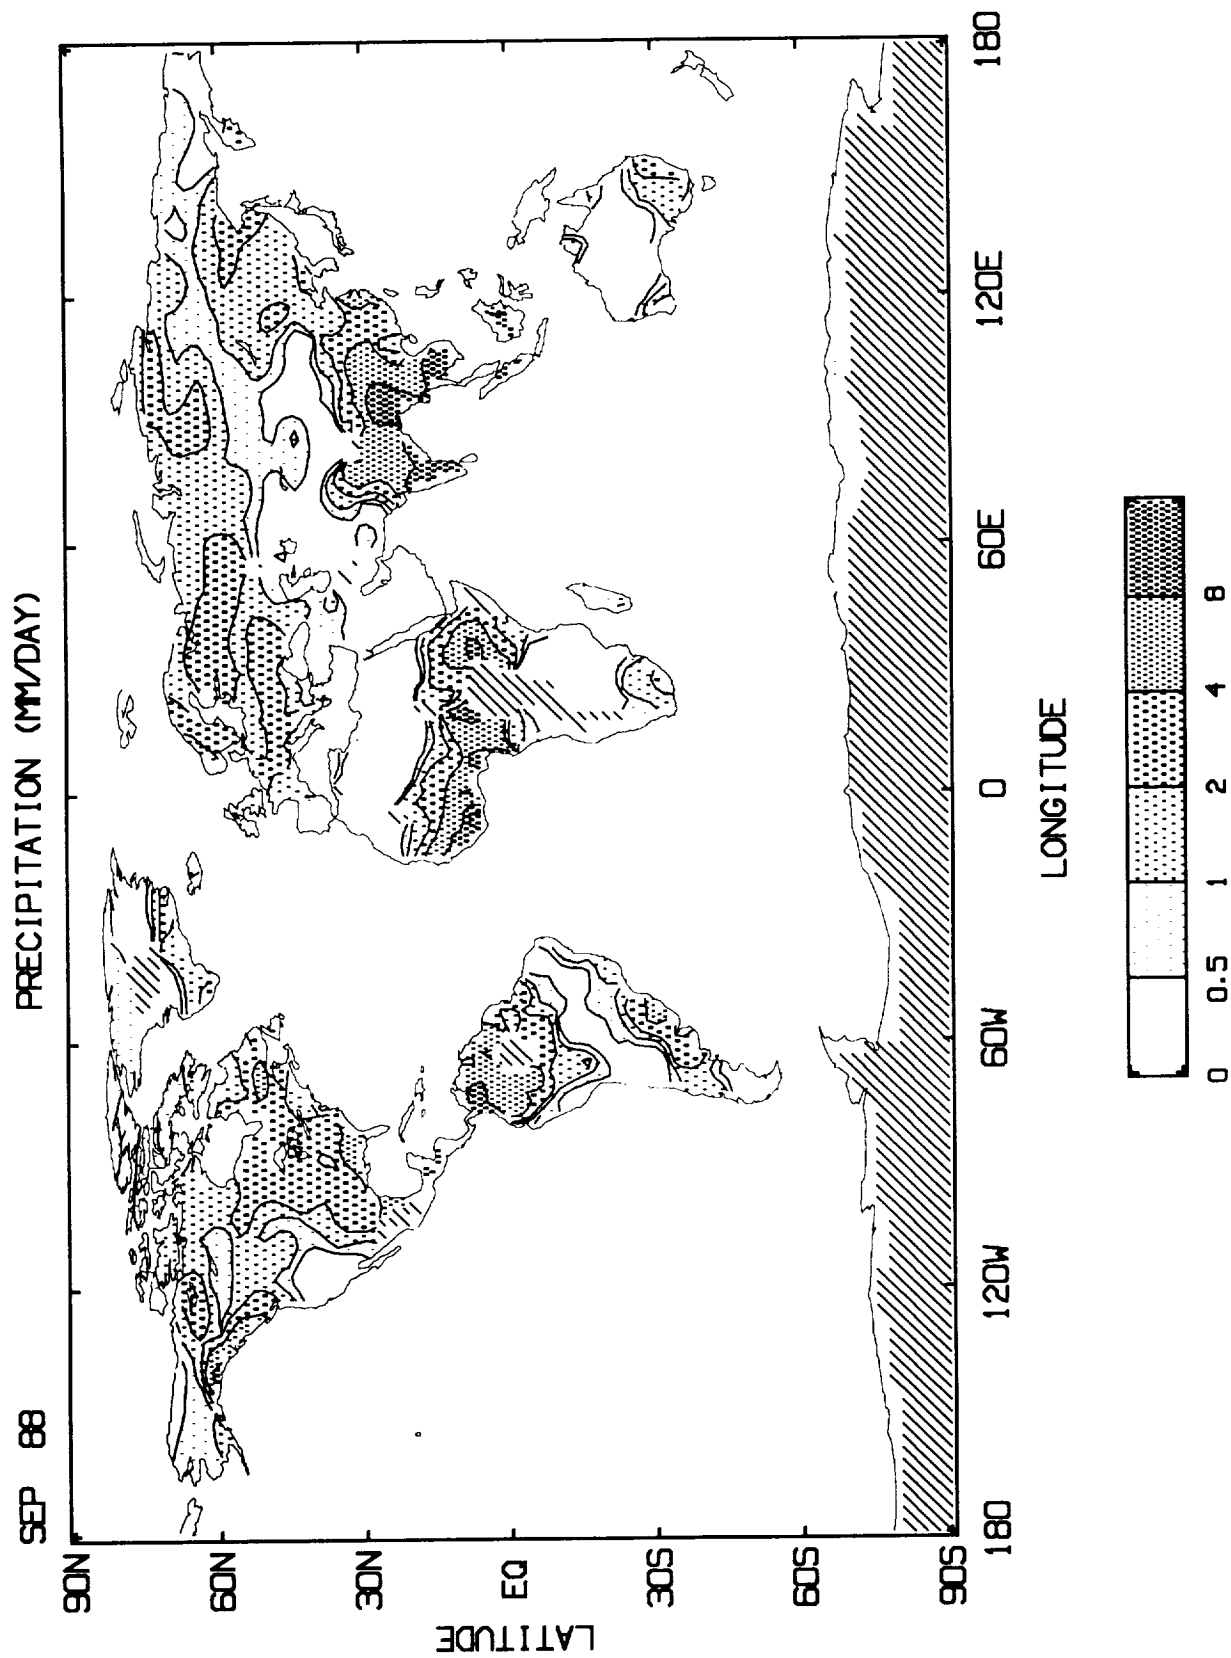 SEP 88
PRECIPITATION (MM/DAY)
LATITUDE
90N
60N
30N
EQ
30S
60S
90S
180
120W
60W
0
60E
120E
180
LONGITUDE
0
0.5
1
2
4
8